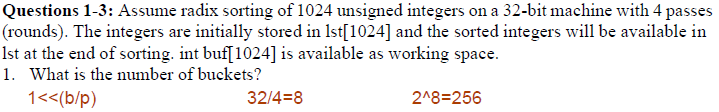 Questions 1-3: Assume radix sorting of 1024 unsigned integers on a 32-bit machine with 4 passes
(rounds). The integers are initially stored in lst[1024] and the sorted integers will be available in
lst at the end of sorting. int buf[1024] is available as working space.
1. What is the number of buckets?
1<<(b/p) 32/4=8 2^8=256